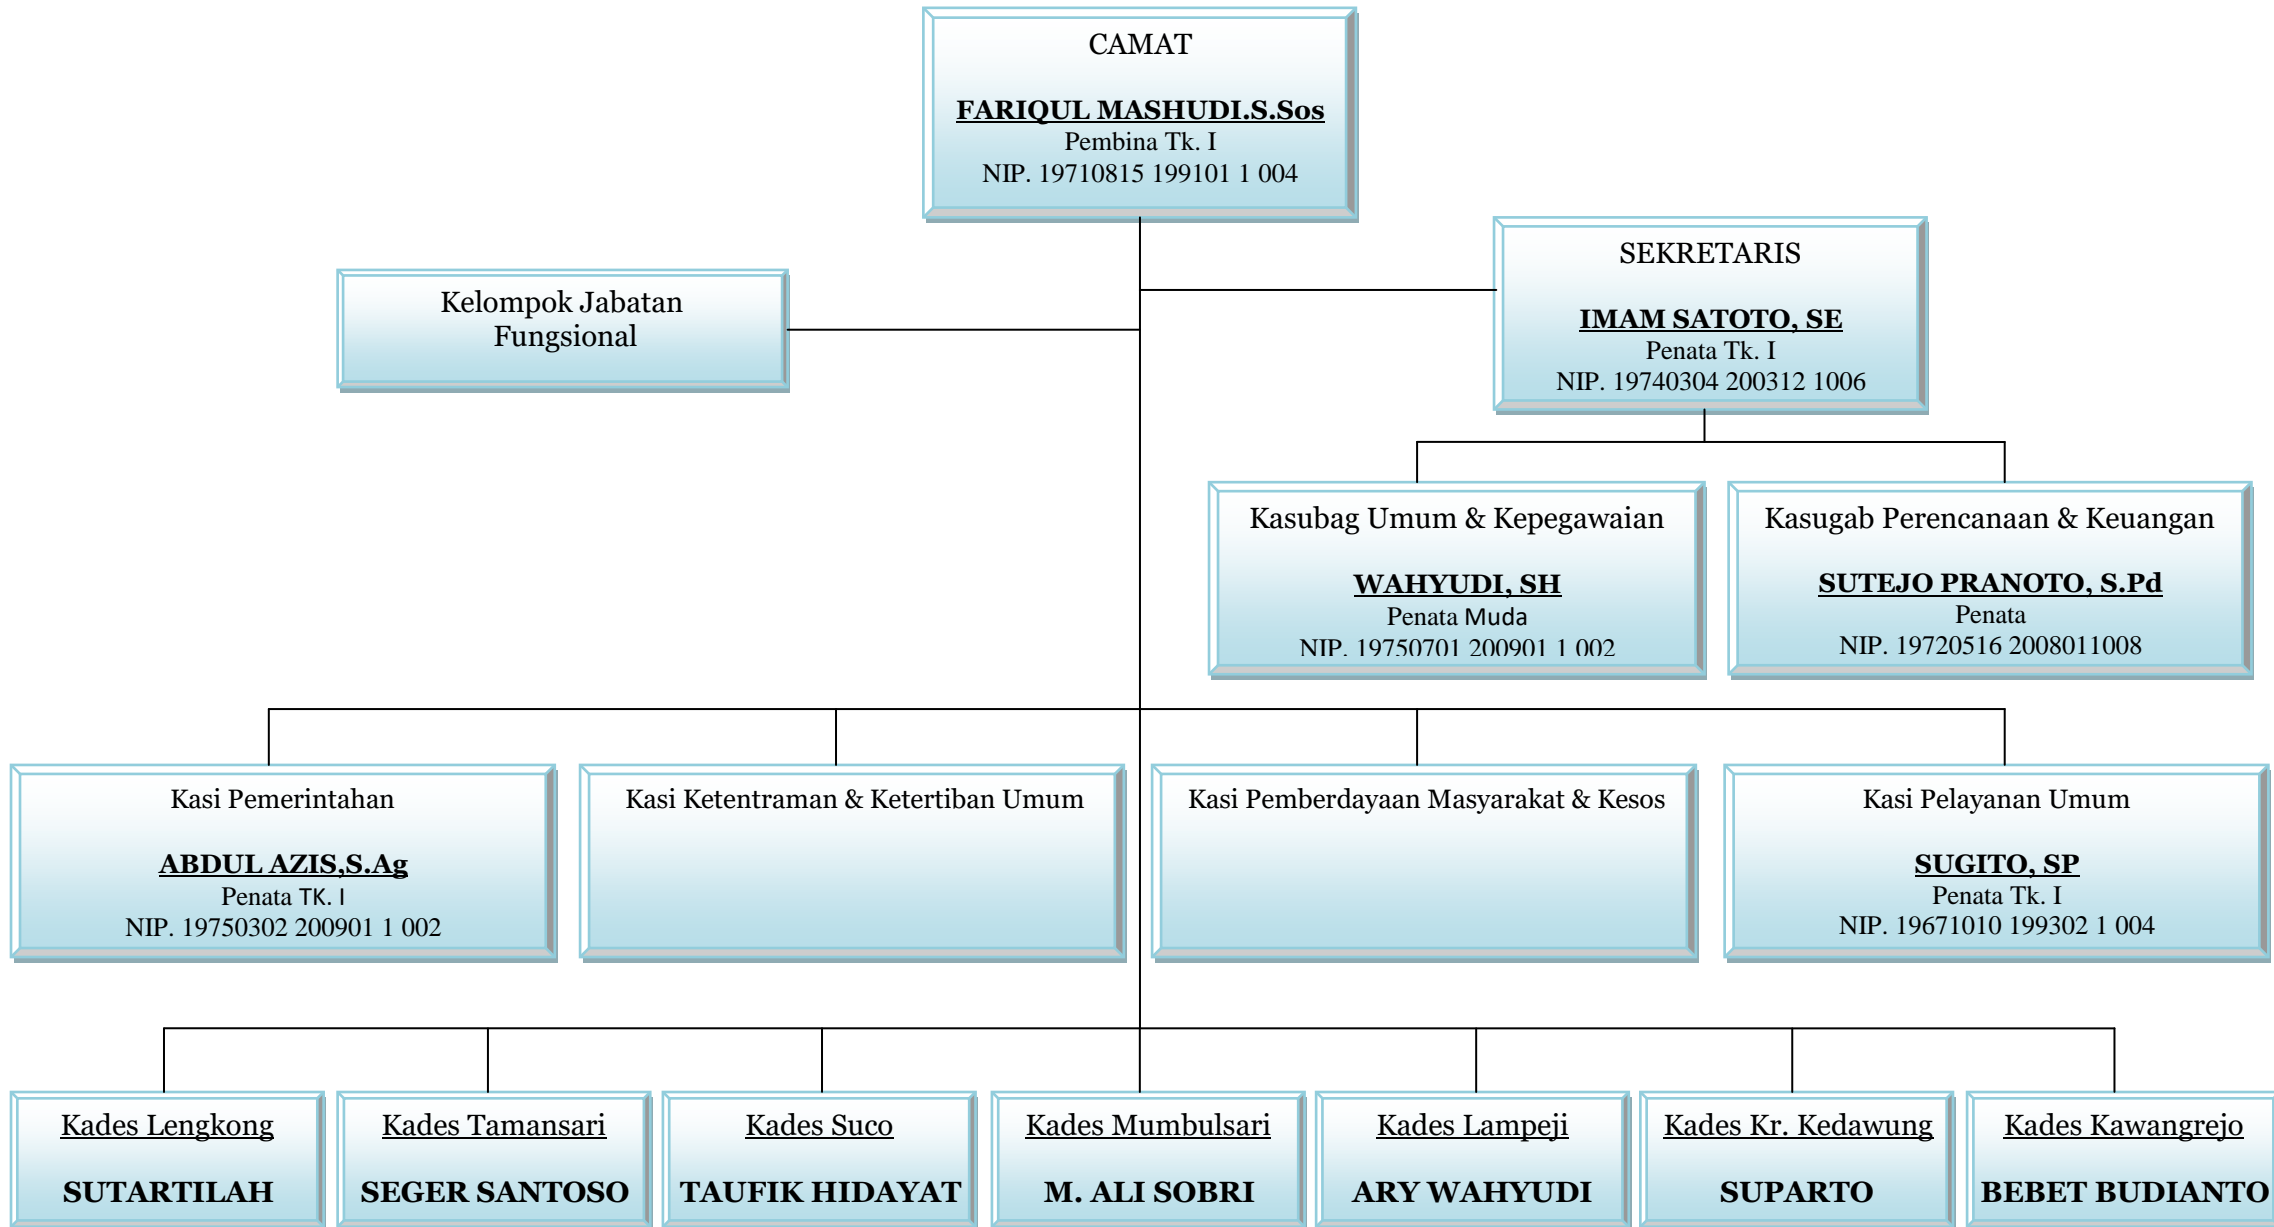 CAMAT
FARIQUL MASHUDI.S.Sos
Pembina Tk. I
NIP. 19710815 199101 1 004
SEKRETARIS
IMAM SATOTO, SE
Penata Tk. I
NIP. 19740304 200312 1006
Kelompok Jabatan
Fungsional
Kasubag Umum & Kepegawaian
WAHYUDI, SH
Penata Muda
NIP. 19750701 200901 1 002
Kasugab Perencanaan & Keuangan
SUTEJO PRANOTO, S.Pd
Penata
NIP. 19720516 2008011008
Kasi Pemerintahan
ABDUL AZIS,S.Ag
Penata TK. I
NIP. 19750302 200901 1 002
Kasi Ketentraman & Ketertiban Umum
Kasi Pemberdayaan Masyarakat & Kesos
Kasi Pelayanan Umum
SUGITO, SP
Penata Tk. I
NIP. 19671010 199302 1 004
Kades Lengkong
SUTARTILAH
Kades Tamansari
SEGER SANTOSO
Kades Suco
TAUFIK HIDAYAT
Kades Mumbulsari
M. ALI SOBRI
Kades Lampeji
ARY WAHYUDI
Kades Kr. Kedawung
SUPARTO
Kades Kawangrejo
BEBET BUDIANTO